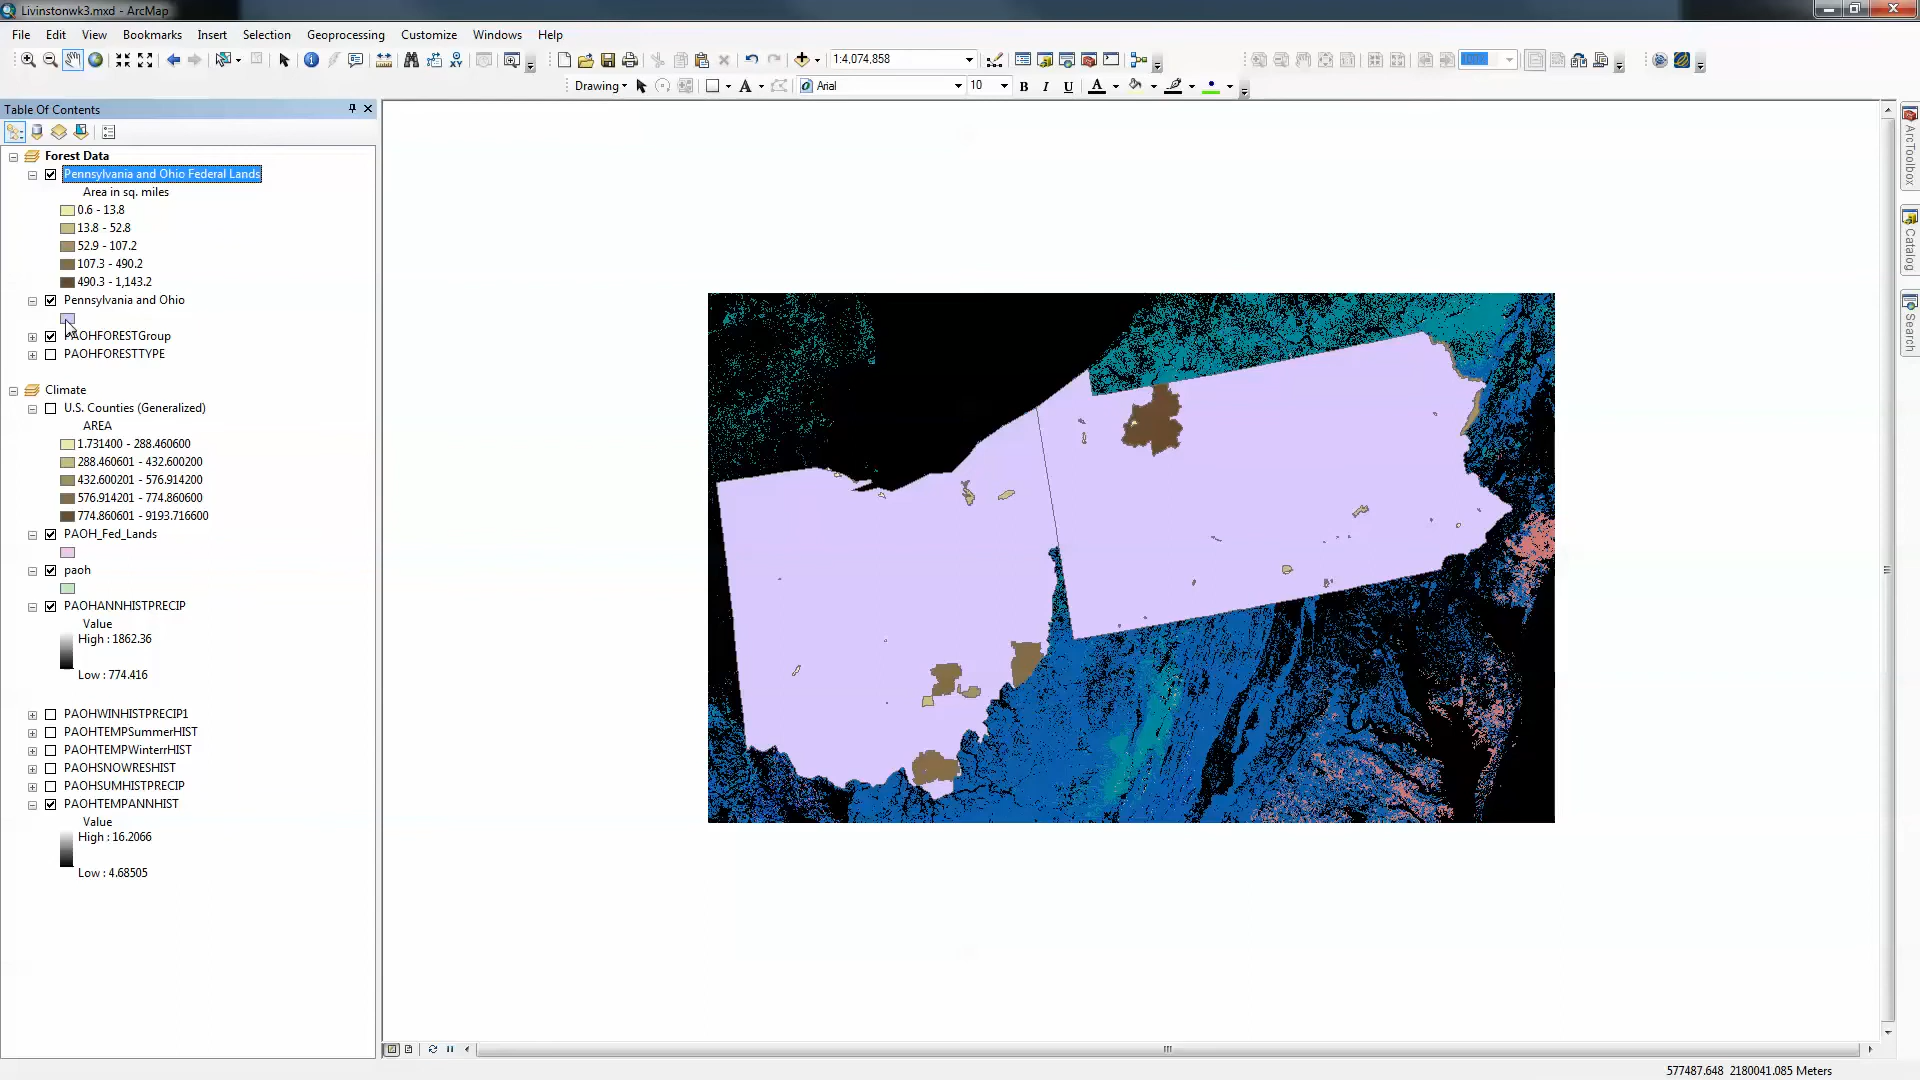 Livinstonwk3.mxd - ArcMap
File Edit View Bookmarks Insert Selection Geoprocessing Customize Windows Help
1:4,074,858
Drawing Arial 10 B I U A
Table Of Contents
Forest Data
Pennsylvania and Ohio Federal Lands
Area in sq. miles
0.6 - 13.8
13.8 - 52.8
52.9 - 107.2
107.3 - 490.2
490.3 - 1,143.2
Pennsylvania and Ohio
PAOHFORESTGroup
PAOHFORESTTYPE
Climate
U.S. Counties (Generalized)
AREA
1.731400 - 288.460600
288.460601 - 432.600200
432.600201 - 576.914200
576.914201 - 774.860600
774.860601 - 9193.716600
PAOH_Fed_Lands
paoh
PAOHANNHISTPRECIP
Value
High : 1862.36
Low : 774.416
PAOHWINHISTPRECIP1
PAOHTEMPSummerHIST
PAOHTEMPWinterrHIST
PAOHSNOWRESHIST
PAOHSUMHISTPRECIP
PAOHTEMPANNHIST
Value
High : 16.2066
Low : 4.68505
ArcToolbox
Catalog
Search
577487.648 2180041.085 Meters